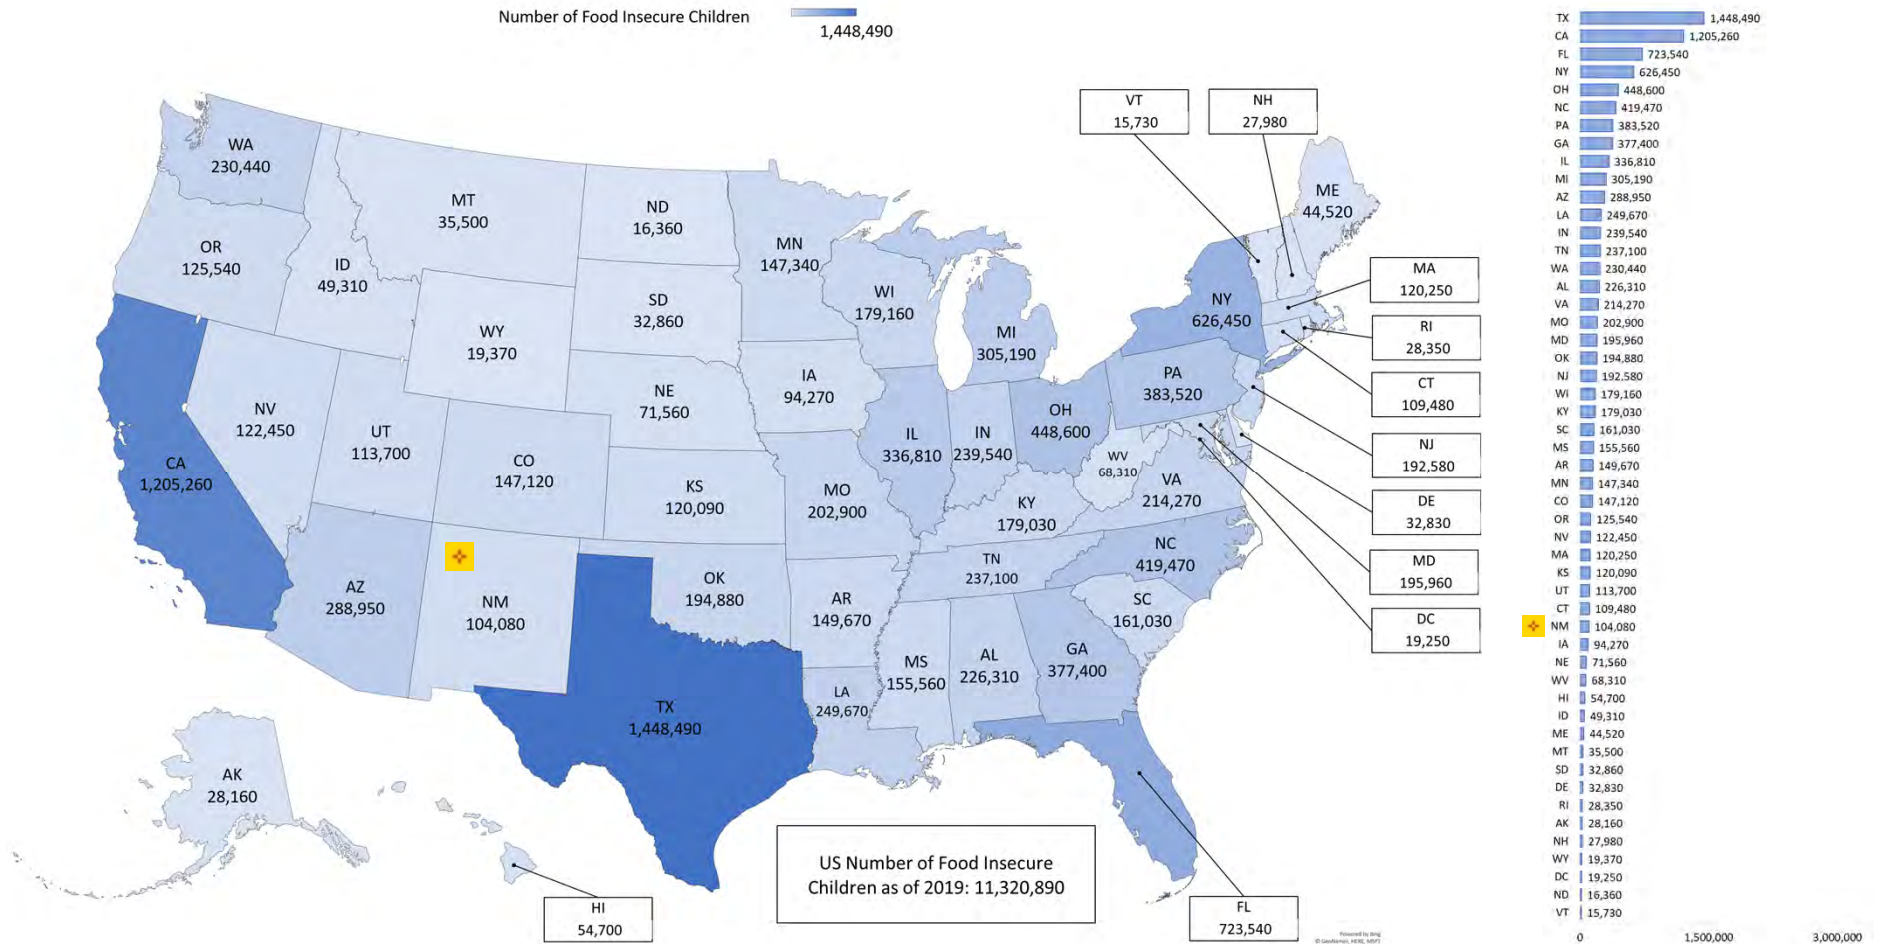 Number of Food Insecure Children
1,448,490
WA
230,440
OR
125,540
CA
1,205,260
ID
49,310
NV
122,450
MT
35,500
WY
19,370
UT
113,700
AZ
288,950
CO
147,120
NM
104,080
ND
16,360
SD
32,860
NE
71,560
KS
120,090
OK
194,880
TX
1,448,490
MN
147,340
IA
94,270
MO
202,900
AR
149,670
LA
249,670
WI
179,160
IL
336,810
MI
305,190
IN
239,540
OH
448,600
KY
179,030
TN
237,100
MS
155,560
AL
226,310
GA
377,400
SC
161,030
NC
419,470
VA
214,270
WV
68,310
PA
383,520
NY
626,450
ME
44,520
VT
15,730
NH
27,980
MA
120,250
RI
28,350
CT
109,480
NJ
192,580
DE
32,830
MD
195,960
DC
19,250
FL
723,540
AK
28,160
HI
54,700
US Number of Food Insecure
Children as of 2019: 11,320,890
Powered by Bing
© GeoNames, HERE, MSFT
TX 1,448,490
CA 1,205,260
FL 723,540
NY 626,450
OH 448,600
NC 419,470
PA 383,520
GA 377,400
IL 336,810
MI 305,190
AZ 288,950
LA 249,670
IN 239,540
TN 237,100
WA 230,440
AL 226,310
VA 214,270
MO 202,900
MD 195,960
OK 194,880
NJ 192,580
WI 179,160
KY 179,030
SC 161,030
MS 155,560
AR 149,670
MN 147,340
CO 147,120
OR 125,540
NV 122,450
MA 120,250
KS 120,090
UT 113,700
CT 109,480
NM 104,080
IA 94,270
NE 71,560
WV 68,310
HI 54,700
ID 49,310
ME 44,520
MT 35,500
SD 32,860
DE 32,830
RI 28,350
AK 28,160
NH 27,980
WY 19,370
DC 19,250
ND 16,360
VT 15,730
0 1,500,000 3,000,000